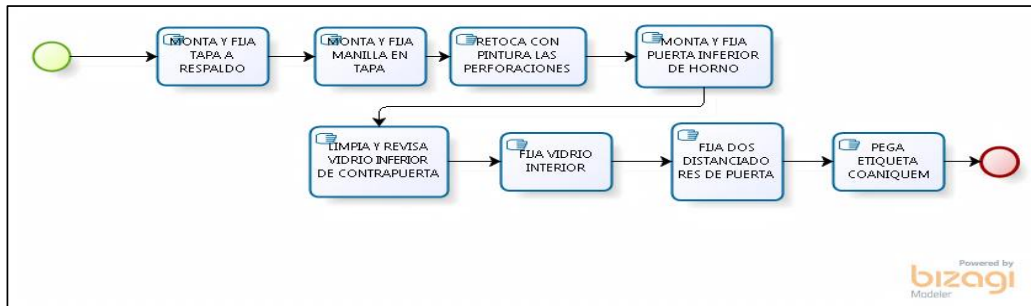 MONTA Y FIJA
TAPA A
RESPALDO
MONTA Y FIJA
MANILLA EN
TAPA
RETOCA CON
PINTURA LAS
PERFORACIONES
MONTA Y FIJA
PUERTA INFERIOR
DE HORNO
LIMPIA Y REVISA
VIDRIO INFERIOR
DE CONTRAPUERTA
FIJA VIDRIO
INTERIOR
FIJA DOS
DISTANCIADO
RES DE PUERTA
PEGA
ETIQUETA
COANIQUEM
Powered by
bizagi
Modeler